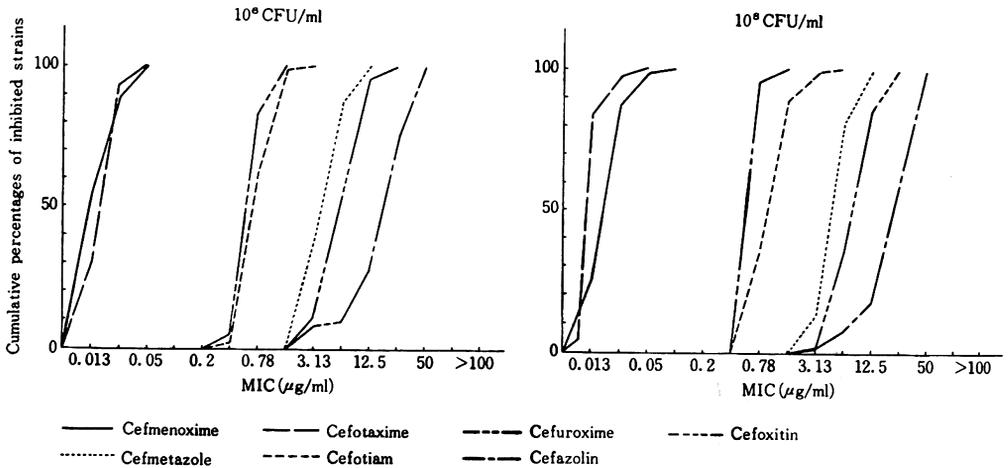 10⁶ CFU/ml
Cumulative percentages of inhibited strains
100
50
0
0.013 0.05 0.2 0.78 3.13 12.5 50 >100
MIC (μg/ml)
10⁸ CFU/ml
100
50
0
0.013 0.05 0.2 0.78 3.13 12.5 50 >100
MIC (μg/ml)
Cefmenoxime Cefotaxime Cefuroxime Cefoxitin
Cefmetazole Cefotiam Cefazolin